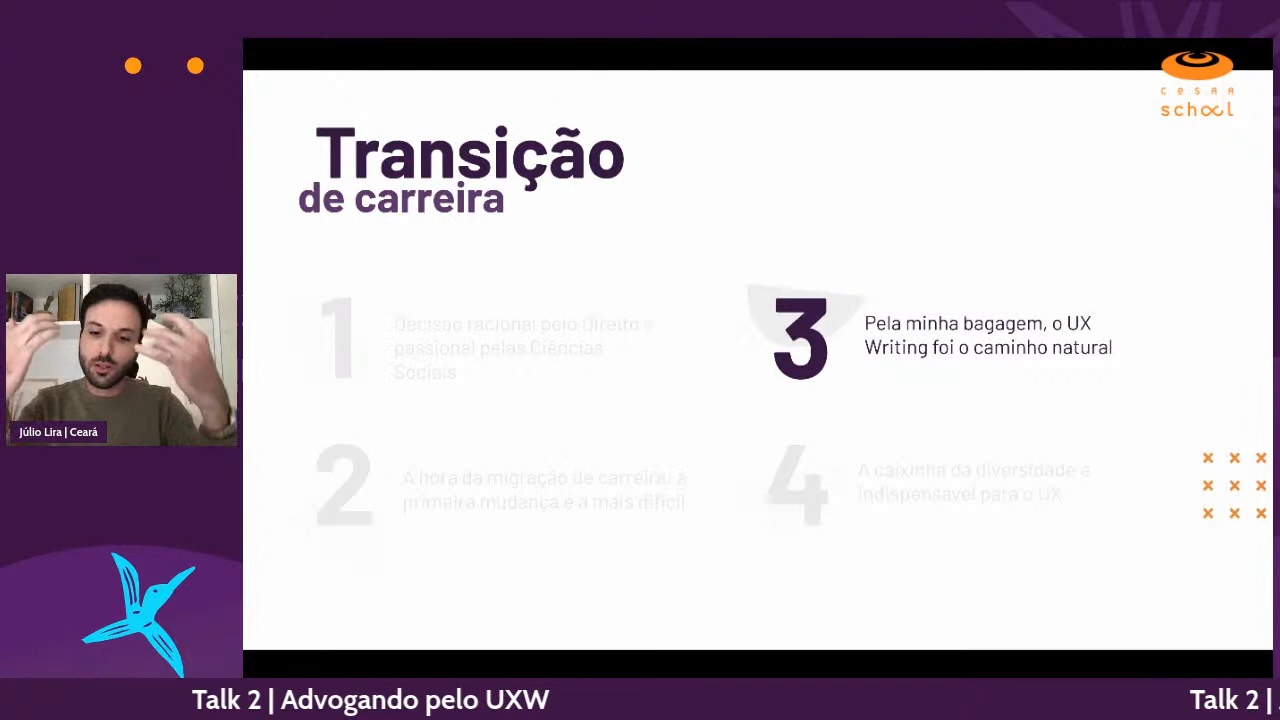 cesar
school
Transição
de carreira
1
Decisão racional pelo Direito e
passional pelas Ciências
Sociais
2
A hora da migração de carreira: a
primeira mudança é a mais difícil
3
Pela minha bagagem, o UX
Writing foi o caminho natural
4
A caixinha da diversidade é
indispensável para o UX
Júlio Lira | Ceará
Talk 2 | Advogando pelo UXW
Talk 2 |